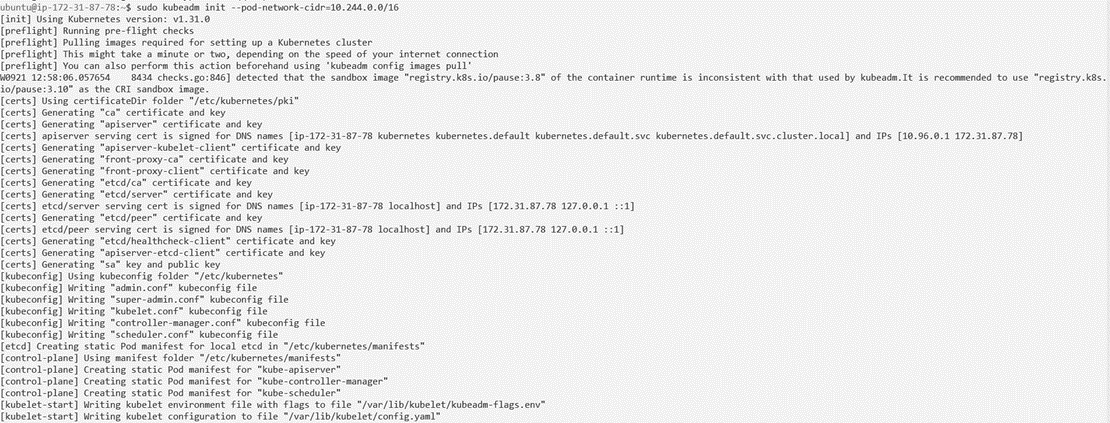 ubuntu@ip-172-31-87-78:~$ sudo kubeadm init --pod-network-cidr=10.244.0.0/16
[init] Using Kubernetes version: v1.31.0
[preflight] Running pre-flight checks
[preflight] Pulling images required for setting up a Kubernetes cluster
[preflight] This might take a minute or two, depending on the speed of your internet connection
[preflight] You can also perform this action beforehand using 'kubeadm config images pull'
W0921 12:58:06.057654    8434 checks.go:846] detected that the sandbox image "registry.k8s.io/pause:3.8" of the container runtime is inconsistent with that used by kubeadm.It is recommended to use "registry.k8s.
io/pause:3.10" as the CRI sandbox image.
[certs] Using certificateDir folder "/etc/kubernetes/pki"
[certs] Generating "ca" certificate and key
[certs] Generating "apiserver" certificate and key
[certs] apiserver serving cert is signed for DNS names [ip-172-31-87-78 kubernetes kubernetes.default kubernetes.default.svc kubernetes.default.svc.cluster.local] and IPs [10.96.0.1 172.31.87.78]
[certs] Generating "apiserver-kubelet-client" certificate and key
[certs] Generating "front-proxy-ca" certificate and key
[certs] Generating "front-proxy-client" certificate and key
[certs] Generating "etcd/ca" certificate and key
[certs] Generating "etcd/server" certificate and key
[certs] etcd/server serving cert is signed for DNS names [ip-172-31-87-78 localhost] and IPs [172.31.87.78 127.0.0.1 ::1]
[certs] Generating "etcd/peer" certificate and key
[certs] etcd/peer serving cert is signed for DNS names [ip-172-31-87-78 localhost] and IPs [172.31.87.78 127.0.0.1 ::1]
[certs] Generating "etcd/healthcheck-client" certificate and key
[certs] Generating "apiserver-etcd-client" certificate and key
[certs] Generating "sa" key and public key
[kubeconfig] Using kubeconfig folder "/etc/kubernetes"
[kubeconfig] Writing "admin.conf" kubeconfig file
[kubeconfig] Writing "super-admin.conf" kubeconfig file
[kubeconfig] Writing "kubelet.conf" kubeconfig file
[kubeconfig] Writing "controller-manager.conf" kubeconfig file
[kubeconfig] Writing "scheduler.conf" kubeconfig file
[etcd] Creating static Pod manifest for local etcd in "/etc/kubernetes/manifests"
[control-plane] Using manifest folder "/etc/kubernetes/manifests"
[control-plane] Creating static Pod manifest for "kube-apiserver"
[control-plane] Creating static Pod manifest for "kube-controller-manager"
[control-plane] Creating static Pod manifest for "kube-scheduler"
[kubelet-start] Writing kubelet environment file with flags to file "/var/lib/kubelet/kubeadm-flags.env"
[kubelet-start] Writing kubelet configuration to file "/var/lib/kubelet/config.yaml"